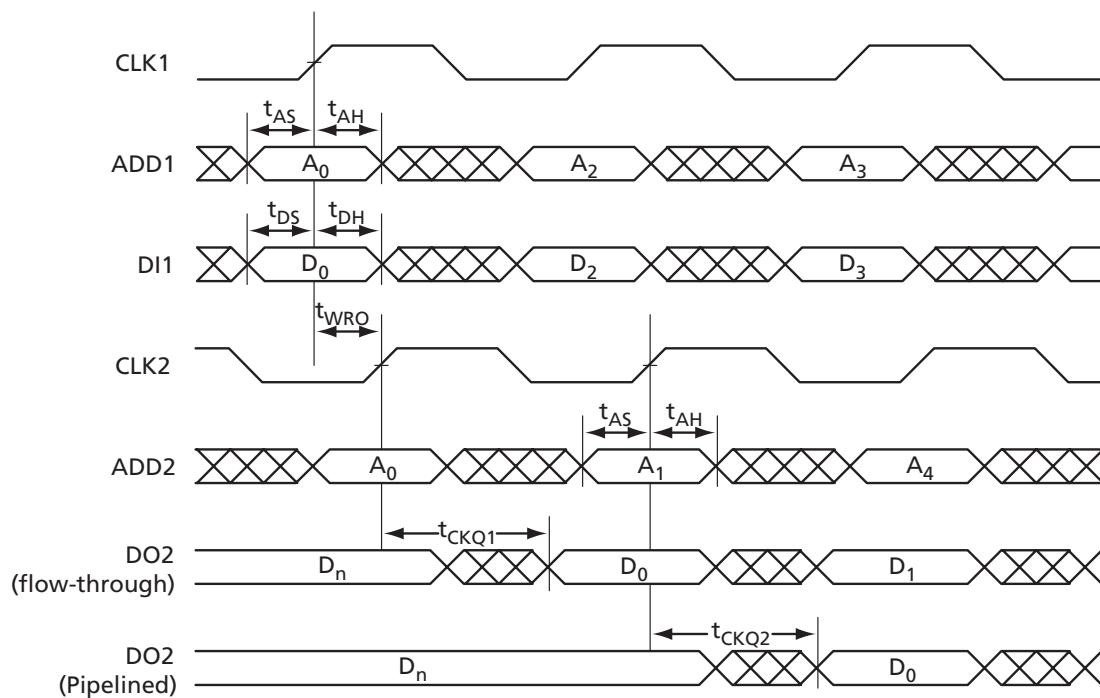 CLK1
tAS tAH
ADD1 A0 A2 A3
tDS tDH
DI1 D0 D2 D3
tWRO
CLK2
tAS tAH
ADD2 A0 A1 A4
tCKQ1
DO2
(flow-through)
Dn D0 D1
tCKQ2
DO2
(Pipelined)
Dn D0